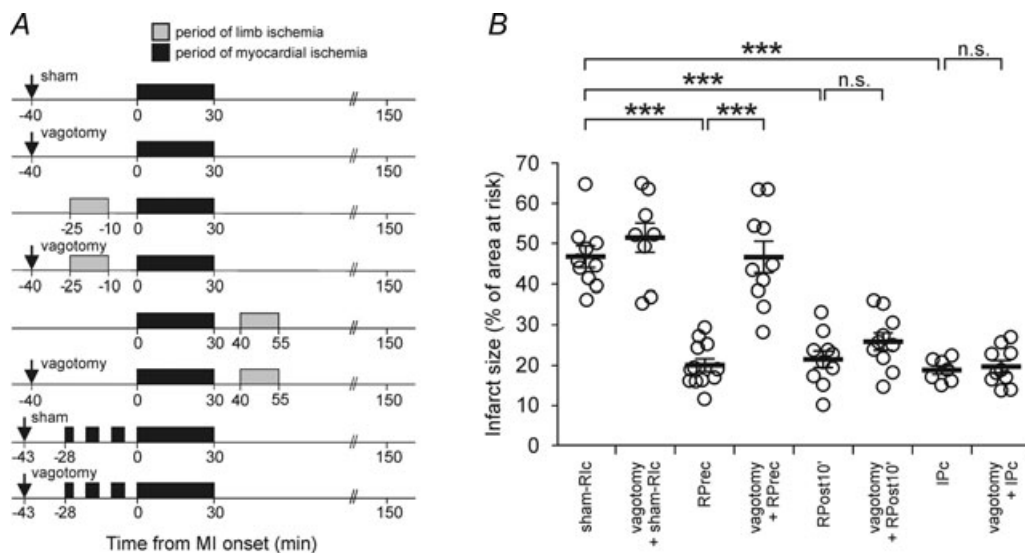 A
period of limb ischemia
period of myocardial ischemia
sham
-40 0 30 150
vagotomy
-40 0 30 150
-25 -10 0 30 150
vagotomy
-40 -25 -10 0 30 150
0 30 40 55 150
vagotomy
-40 0 30 40 55 150
sham
-43 -28 0 30 150
vagotomy
-43 -28 0 30 150
Time from MI onset (min)
B
*** n.s.
*** n.s.
*** ***
Infarct size (% of area at risk)
70
60
50
40
30
20
10
0
sham-RIc
vagotomy
+ sham-RIc
RPrec
vagotomy
+ RPrec
RPost10'
vagotomy
+ RPost10'
IPc
vagotomy
+ IPc